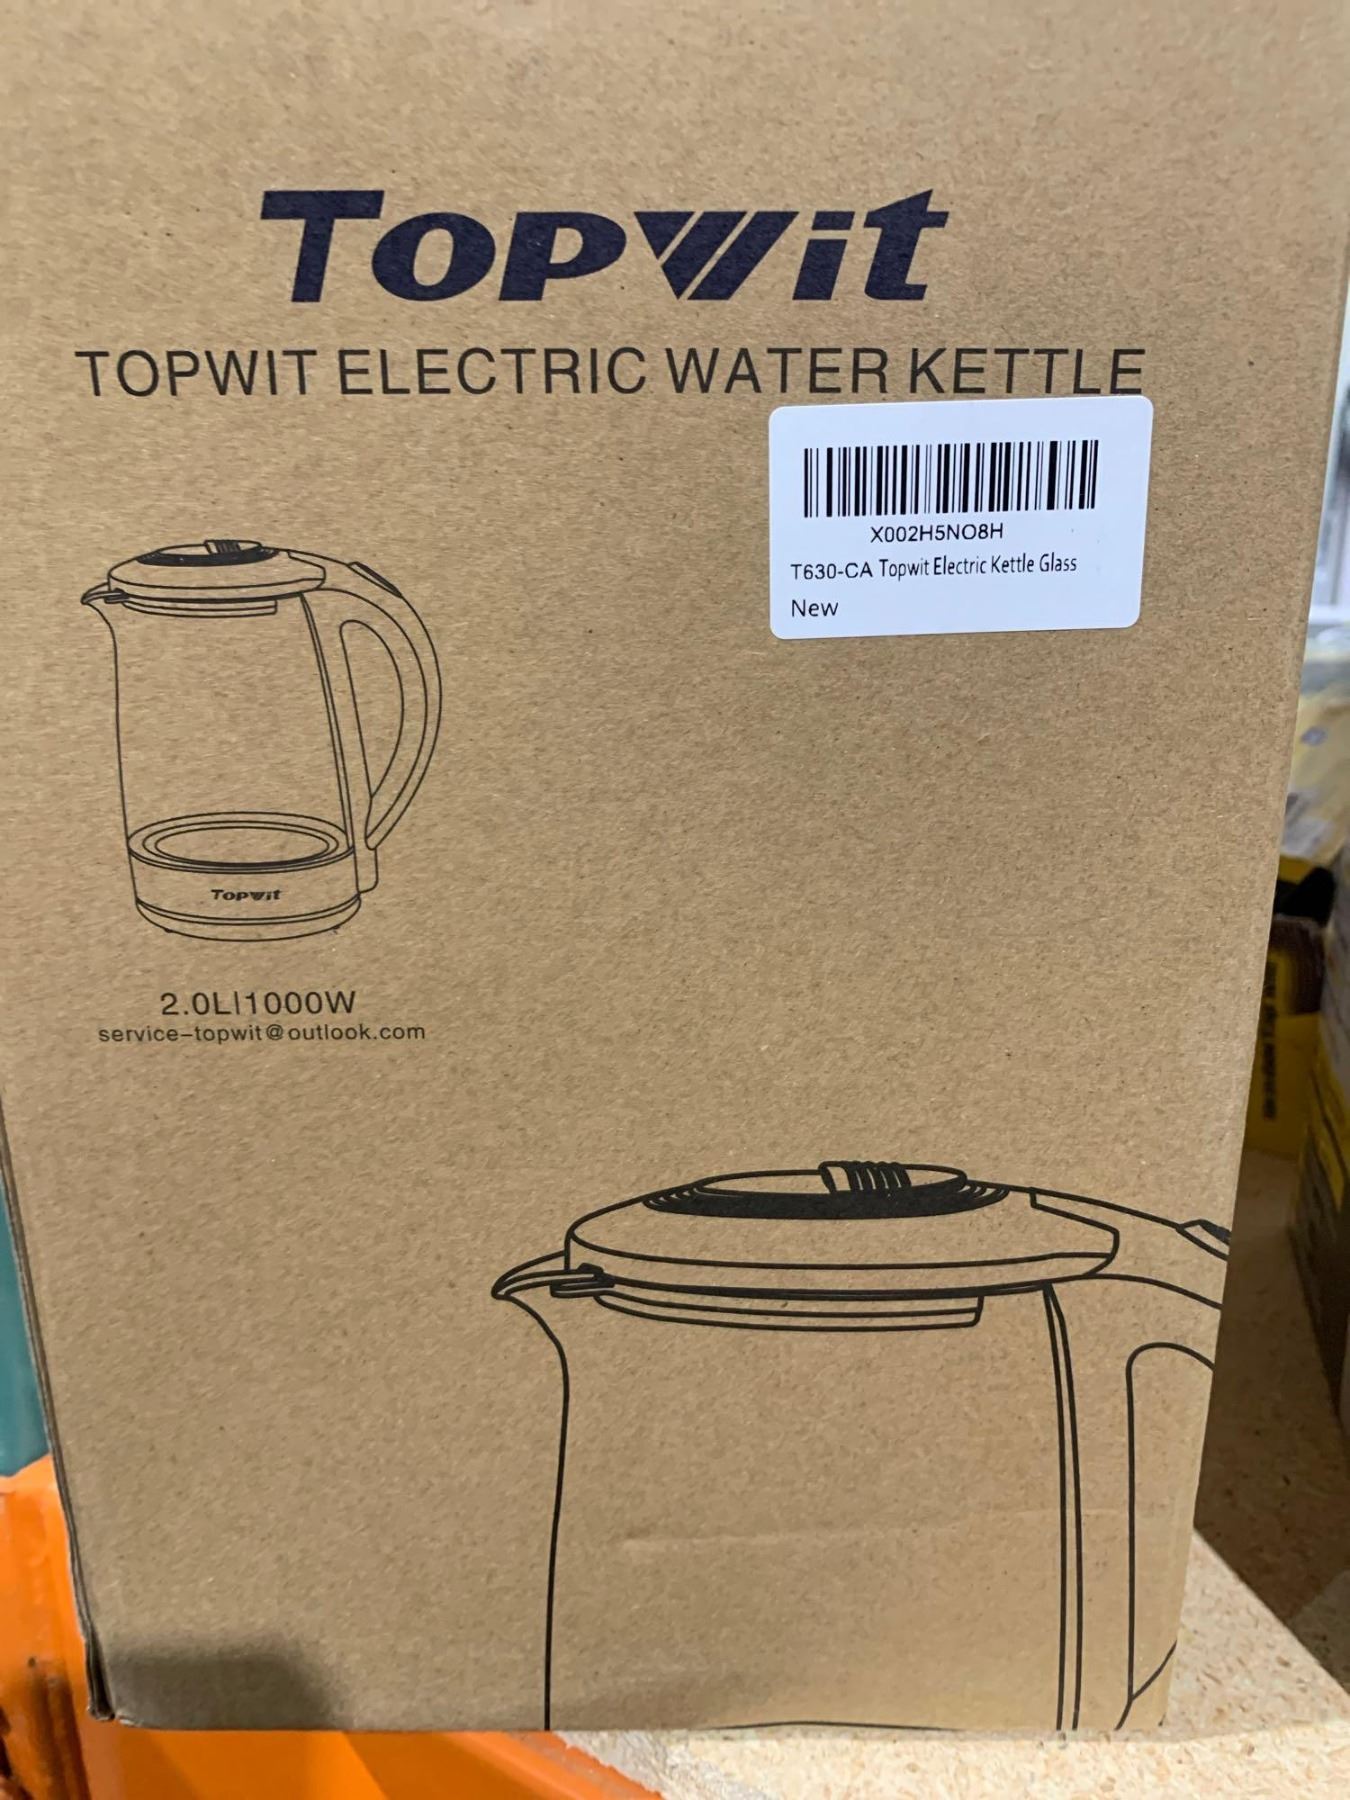 Topwit
TOPWIT ELECTRIC WATER KETTLE
X002H5NO8H
T630-CA Topwit Electric Kettle Glass
New
Topwit
2.0L|1000W
service-topwit@outlook.com